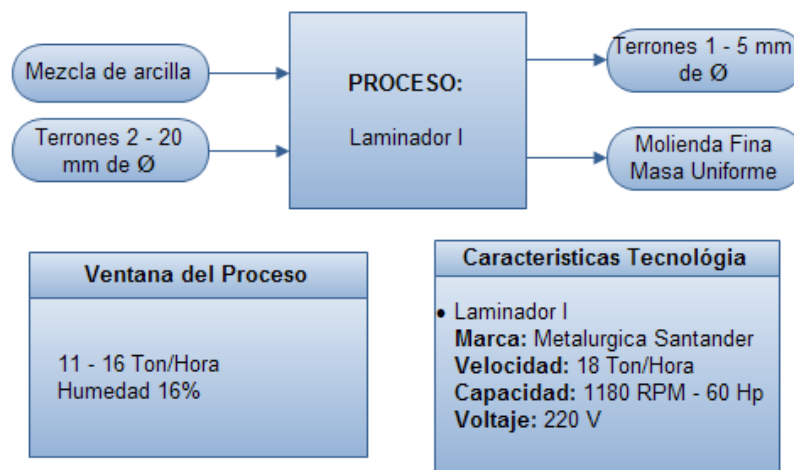 Mezcla de arcilla
Terrones 2 - 20
mm de Ø
PROCESO:
Laminador I
Terrones 1 - 5 mm
de Ø
Molienda Fina
Masa Uniforme
Ventana del Proceso
11 - 16 Ton/Hora
Humedad 16%
Caracteristicas Tecnológia
• Laminador I
Marca: Metalurgica Santander
Velocidad: 18 Ton/Hora
Capacidad: 1180 RPM - 60 Hp
Voltaje: 220 V